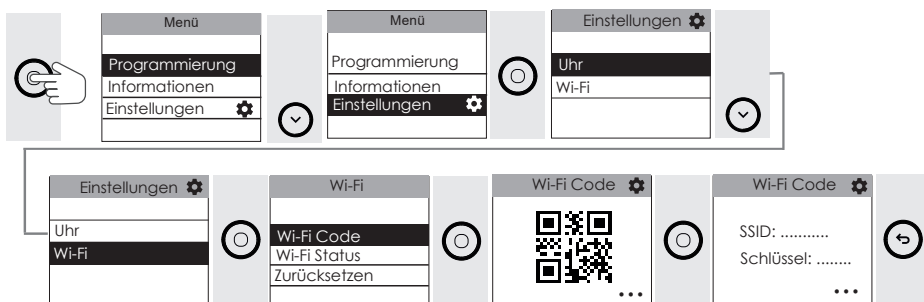 Menü
Programmierung
Informationen
Einstellungen
Menü
Programmierung
Informationen
Einstellungen
Einstellungen
Uhr
Wi-Fi
Einstellungen
Uhr
Wi-Fi
Wi-Fi
Wi-Fi Code
Wi-Fi Status
Zurücksetzen
Wi-Fi Code
...
Wi-Fi Code
SSID: ...........
Schlüssel: ........
...